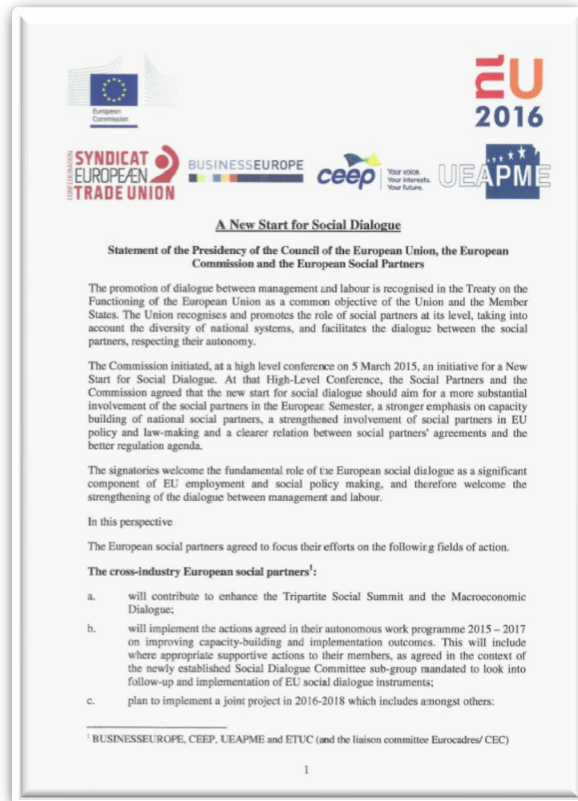 European
Commission
EU
2016
CONFEDERATION
SYNDICAT
EUROPEÆN
TRADE UNION
BUSINESSEUROPE
ceep
Your voice.
Your interests.
Your future.
UEAPME
A New Start for Social Dialogue
Statement of the Presidency of the Council of the European Union, the European
Commission and the European Social Partners
The promotion of dialogue between management and labour is recognised in the Treaty on the
Functioning of the European Union as a common objective of the Union and the Member
States. The Union recognises and promotes the role of social partners at its level, taking into
account the diversity of national systems, and facilitates the dialogue between the social
partners, respecting their autonomy.
The Commission initiated, at a high level conference on 5 March 2015, an initiative for a New
Start for Social Dialogue. At that High-Level Conference, the Social Partners and the
Commission agreed that the new start for social dialogue should aim for a more substantial
involvement of the social partners in the European Semester, a stronger emphasis on capacity
building of national social partners, a strengthened involvement of social partners in EU
policy and law-making and a clearer relation between social partners' agreements and the
better regulation agenda.
The signatories welcome the fundamental role of the European social dialogue as a significant
component of EU employment and social policy making, and therefore welcome the
strengthening of the dialogue between management and labour.
In this perspective
The European social partners agreed to focus their efforts on the following fields of action.
The cross-industry European social partners¹:
a. will contribute to enhance the Tripartite Social Summit and the Macroeconomic
Dialogue;
b. will implement the actions agreed in their autonomous work programme 2015 – 2017
on improving capacity-building and implementation outcomes. This will include
where appropriate supportive actions to their members, as agreed in the context of
the newly established Social Dialogue Committee sub-group mandated to look into
follow-up and implementation of EU social dialogue instruments;
c. plan to implement a joint project in 2016-2018 which includes amongst others:
¹ BUSINESSEUROPE, CEEP, UEAPME and ETUC (and the liaison committee Eurocadres/ CEC)
1